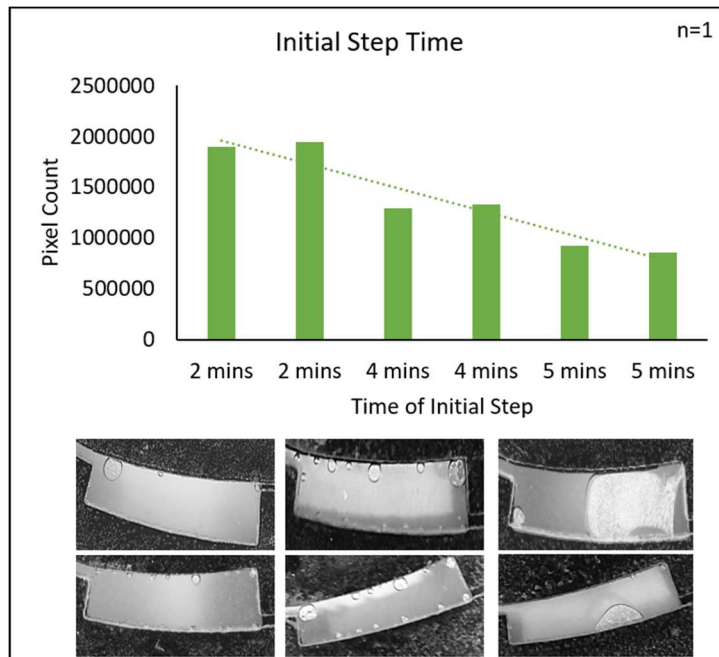 n=1
Initial Step Time
2500000
2000000
1500000
1000000
500000
0
Pixel Count
2 mins 2 mins 4 mins 4 mins 5 mins 5 mins
Time of Initial Step